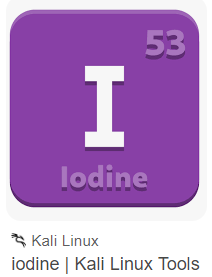 53
I
Iodine
Kali Linux
iodine | Kali Linux Tools